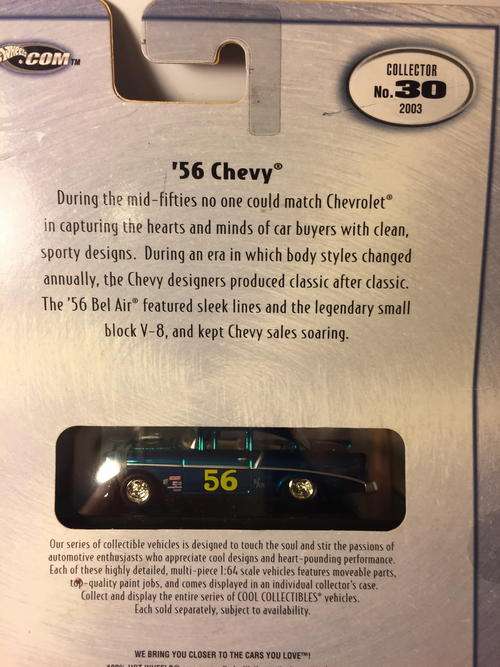 HotWheels.COM™
COLLECTOR
No.30
2003
'56 Chevy®
During the mid-fifties no one could match Chevrolet®
in capturing the hearts and minds of car buyers with clean,
sporty designs. During an era in which body styles changed
annually, the Chevy designers produced classic after classic.
The '56 Bel Air® featured sleek lines and the legendary small
block V-8, and kept Chevy sales soaring.
56
Our series of collectible vehicles is designed to touch the soul and stir the passions of
automotive enthusiasts who appreciate cool designs and heart-pounding performance.
Each of these highly detailed, multi-piece 1:64 scale vehicles features moveable parts,
top-quality paint jobs, and comes displayed in an individual collector's case.
Collect and display the entire series of COOL COLLECTIBLES® vehicles.
Each sold separately, subject to availability.
WE BRING YOU CLOSER TO THE CARS YOU LOVE™!